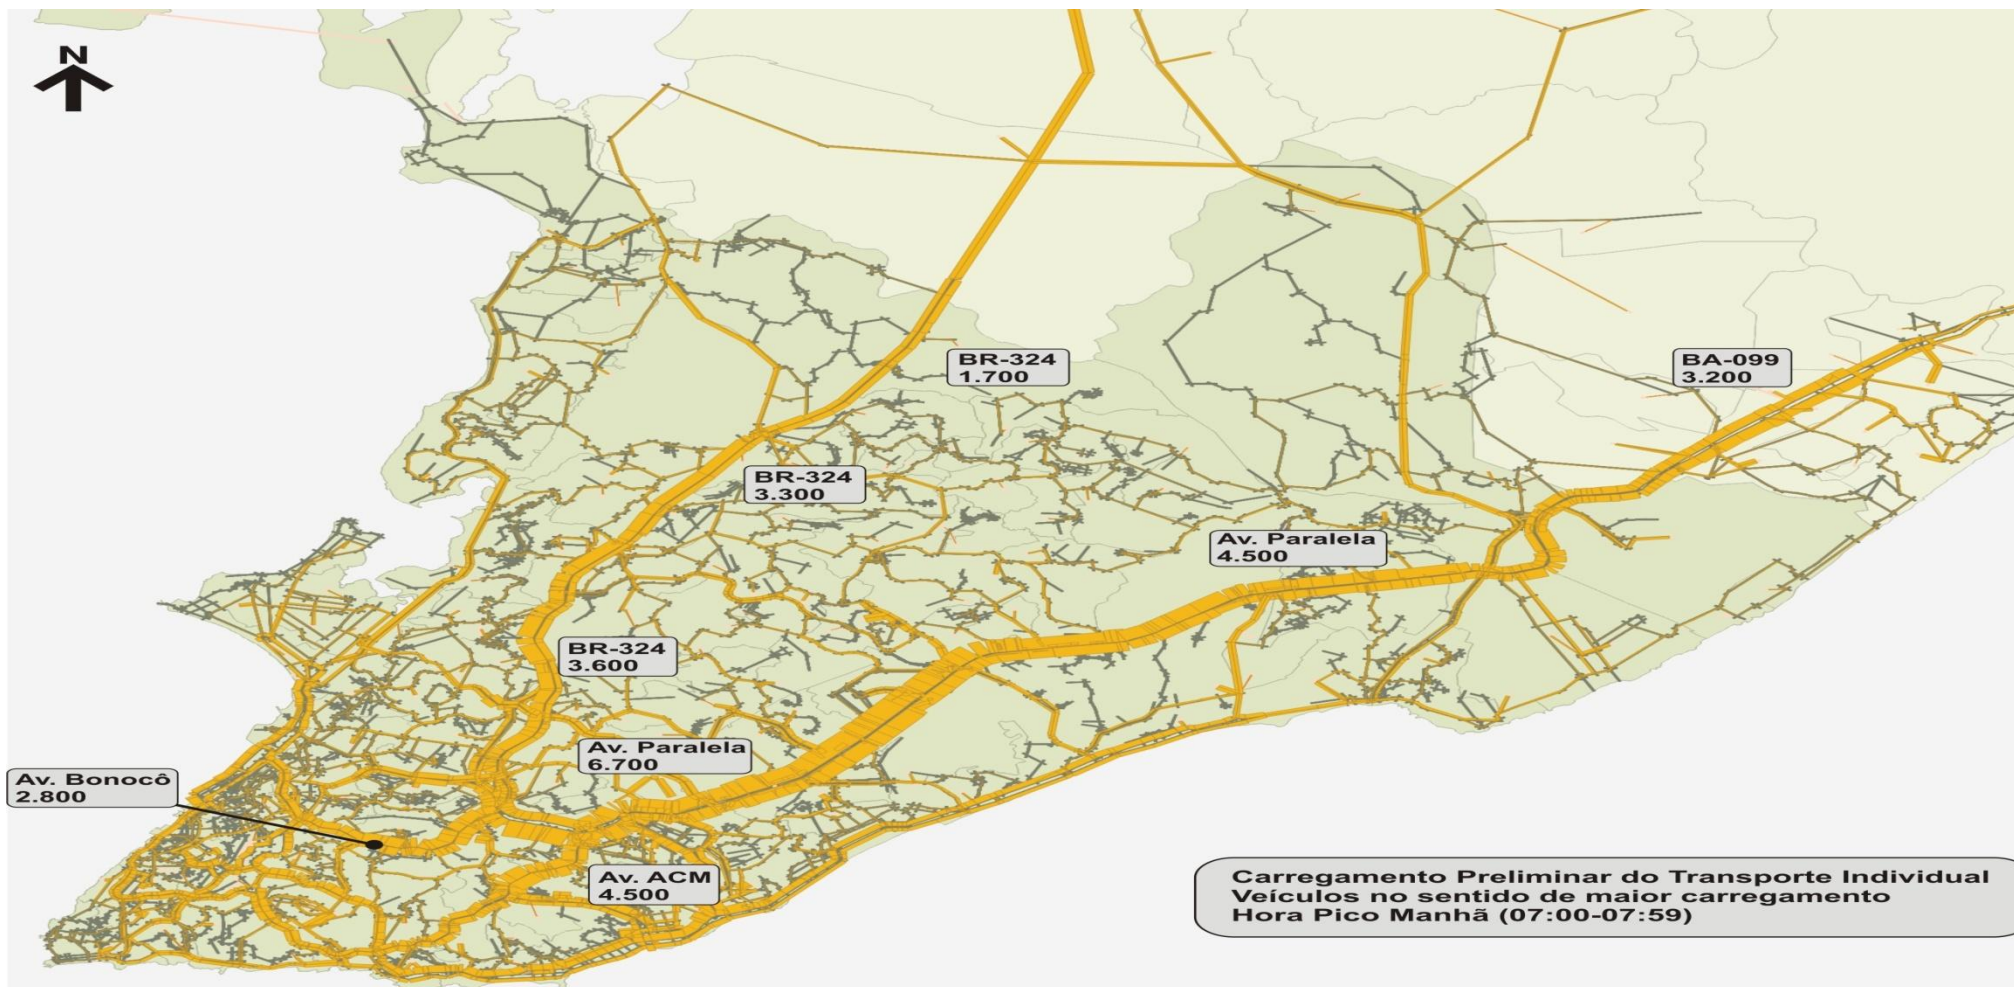 N
BR-324
1.700
BA-099
3.200
BR-324
3.300
Av. Paralela
4.500
BR-324
3.600
Av. Paralela
6.700
Av. Bonocô
2.800
Av. ACM
4.500
Carregamento Preliminar do Transporte Individual
Veículos no sentido de maior carregamento
Hora Pico Manhã (07:00-07:59)